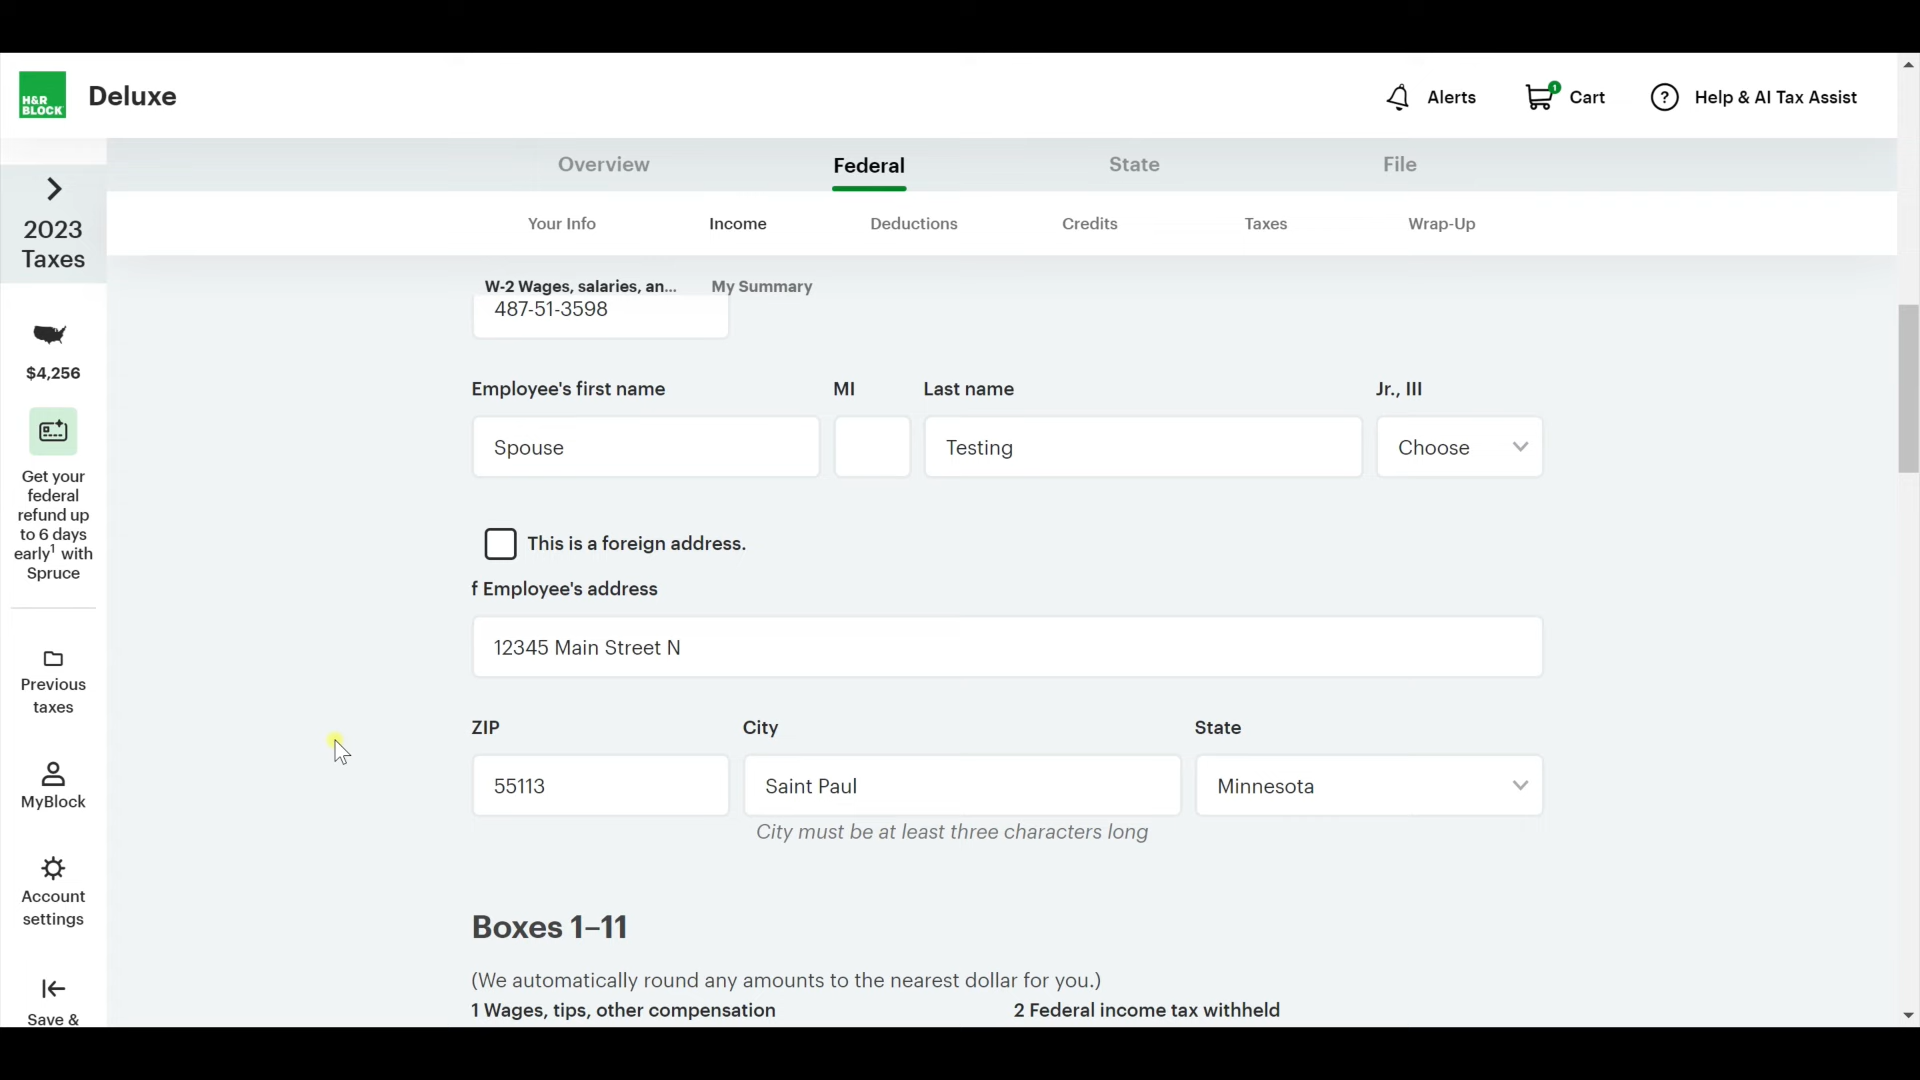 H&R
BLOCK
Deluxe
Alerts
1
Cart
?
Help & AI Tax Assist
Overview
Federal
State
File
Your Info
Income
Deductions
Credits
Taxes
Wrap-Up
2023
Taxes
$4,256
Get your
federal
refund up
to 6 days
early1 with
Spruce
Previous
taxes
MyBlock
Account
settings
Save &
W-2 Wages, salaries, an...
My Summary
487-51-3598
Employee's first name
MI
Last name
Jr., III
Spouse
Testing
Choose
This is a foreign address.
f Employee's address
12345 Main Street N
ZIP
City
State
55113
Saint Paul
Minnesota
City must be at least three characters long
Boxes 1–11
(We automatically round any amounts to the nearest dollar for you.)
1 Wages, tips, other compensation
2 Federal income tax withheld